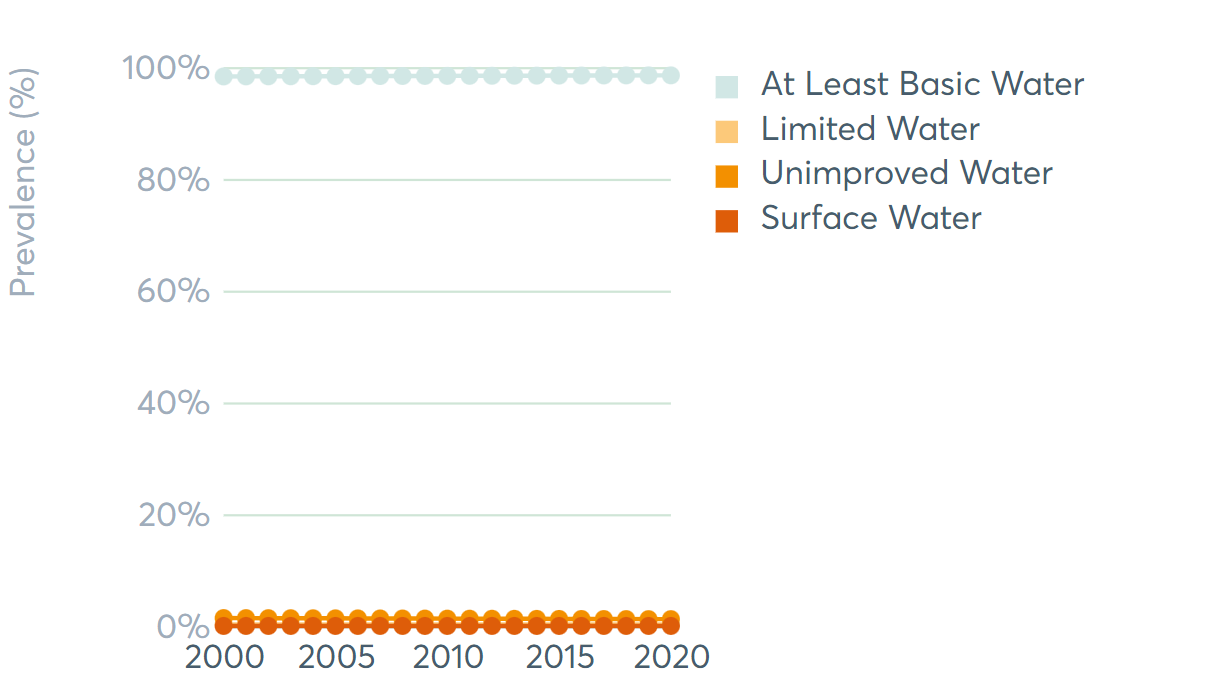 Prevalence (%)
100%
80%
60%
40%
20%
0%
2000 2005 2010 2015 2020
At Least Basic Water
Limited Water
Unimproved Water
Surface Water